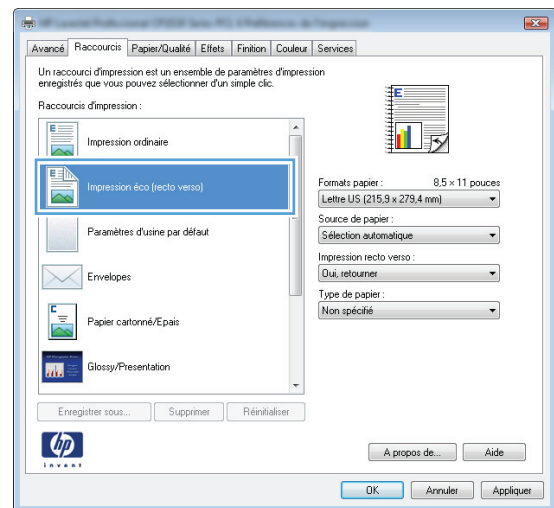 Avancé Raccourcis Papier/Qualité Effets Finition Couleur Services
Un raccourci d'impression est un ensemble de paramètres d'impression
enregistrés que vous pouvez sélectionner d'un simple clic.
Raccourcis d'impression :
Impression ordinaire
Impression éco (recto verso)
Paramètres d'usine par défaut
Envelopes
Papier cartonné/Epais
Glossy/Presentation
Enregistrer sous... Supprimer Réinitialiser
Formats papier : 8,5 × 11 pouces
Lettre US (215,9 x 279,4 mm)
Source de papier :
Sélection automatique
Impression recto verso :
Oui, retourner
Type de papier :
Non spécifié
hp
invent
A propos de... Aide
OK Annuler Appliquer